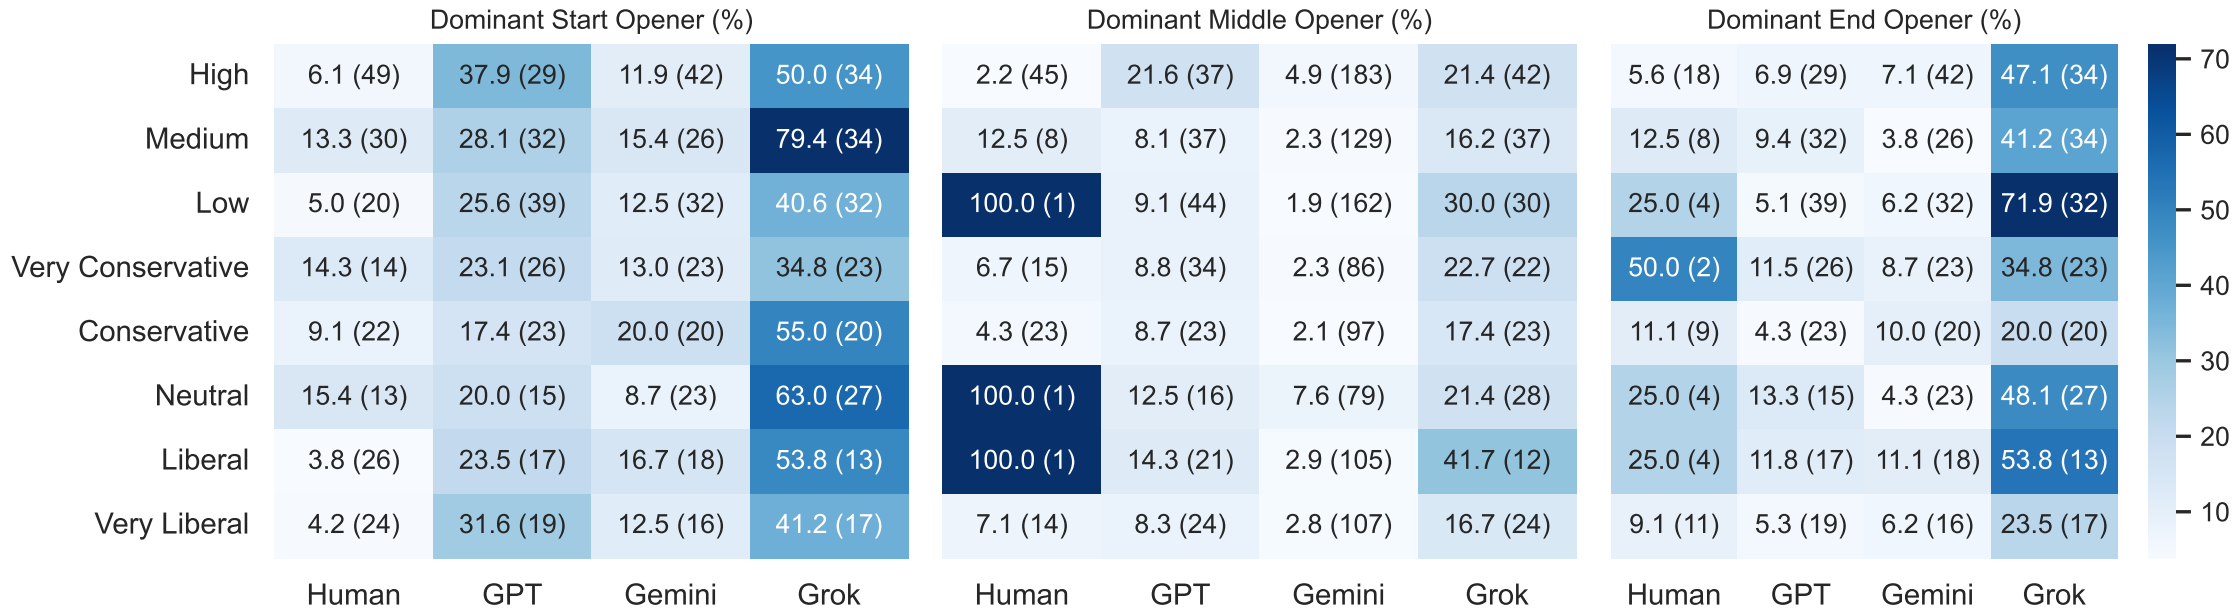 Dominant Start Opener (%) Dominant Middle Opener (%) Dominant End Opener (%)
High 6.1 (49) 37.9 (29) 11.9 (42) 50.0 (34) 2.2 (45) 21.6 (37) 4.9 (183) 21.4 (42) 5.6 (18) 6.9 (29) 7.1 (42) 47.1 (34)
Medium 13.3 (30) 28.1 (32) 15.4 (26) 79.4 (34) 12.5 (8) 8.1 (37) 2.3 (129) 16.2 (37) 12.5 (8) 9.4 (32) 3.8 (26) 41.2 (34)
Low 5.0 (20) 25.6 (39) 12.5 (32) 40.6 (32) 100.0 (1) 9.1 (44) 1.9 (162) 30.0 (30) 25.0 (4) 5.1 (39) 6.2 (32) 71.9 (32)
Very Conservative 14.3 (14) 23.1 (26) 13.0 (23) 34.8 (23) 6.7 (15) 8.8 (34) 2.3 (86) 22.7 (22) 50.0 (2) 11.5 (26) 8.7 (23) 34.8 (23)
Conservative 9.1 (22) 17.4 (23) 20.0 (20) 55.0 (20) 4.3 (23) 8.7 (23) 2.1 (97) 17.4 (23) 11.1 (9) 4.3 (23) 10.0 (20) 20.0 (20)
Neutral 15.4 (13) 20.0 (15) 8.7 (23) 63.0 (27) 100.0 (1) 12.5 (16) 7.6 (79) 21.4 (28) 25.0 (4) 13.3 (15) 4.3 (23) 48.1 (27)
Liberal 3.8 (26) 23.5 (17) 16.7 (18) 53.8 (13) 100.0 (1) 14.3 (21) 2.9 (105) 41.7 (12) 25.0 (4) 11.8 (17) 11.1 (18) 53.8 (13)
Very Liberal 4.2 (24) 31.6 (19) 12.5 (16) 41.2 (17) 7.1 (14) 8.3 (24) 2.8 (107) 16.7 (24) 9.1 (11) 5.3 (19) 6.2 (16) 23.5 (17)
Human GPT Gemini Grok Human GPT Gemini Grok Human GPT Gemini Grok
70
60
50
40
30
20
10